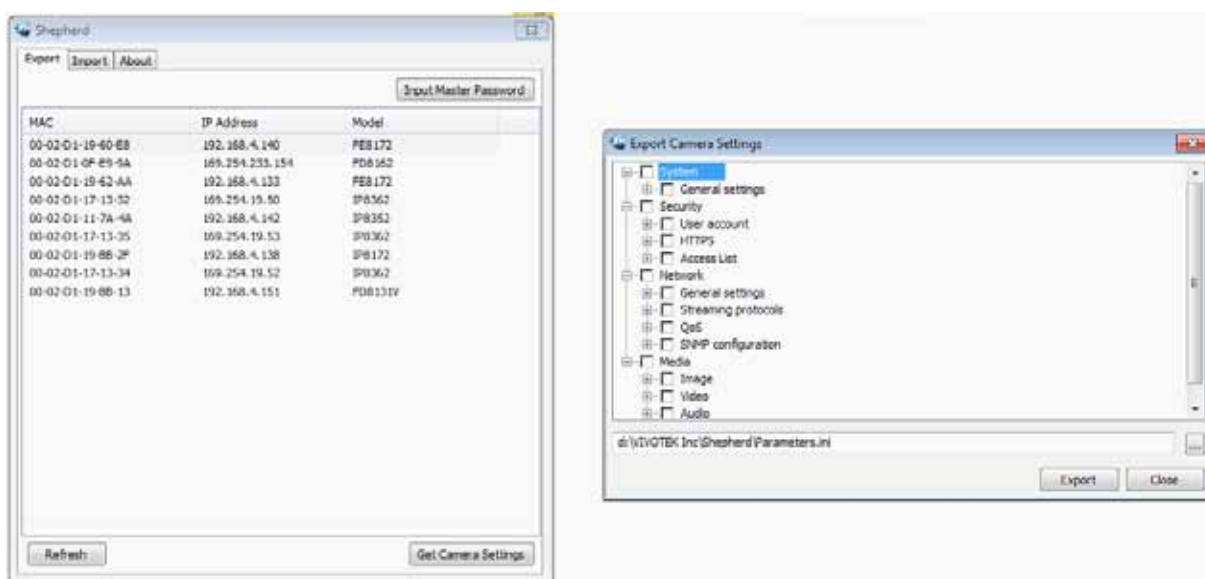 Shepherd
Export Import About
Input Master Password
MAC IP Address Model
00-02-D1-19-60-E8 192.168.4.140 FE8172
00-02-D1-0F-E9-9A 169.254.233.154 FD8162
00-02-D1-19-62-AA 192.168.4.133 FE8172
00-02-D1-17-13-32 169.254.19.50 IP8362
00-02-D1-11-7A-4A 192.168.4.142 IP8352
00-02-D1-17-13-35 169.254.19.53 IP8362
00-02-D1-19-8B-2F 192.168.4.138 IP8172
00-02-D1-17-13-34 169.254.19.52 IP8362
00-02-D1-19-8B-13 192.168.4.151 FD8131V
Refresh Get Camera Settings
Export Camera Settings
System
General settings
Security
User account
HTTPS
Access List
Network
General settings
Streaming protocols
QoS
SNMP configuration
Media
Image
Video
Audio
d:\VIVOTEK Inc\Shepherd\Parameters.ini
...
Export Close